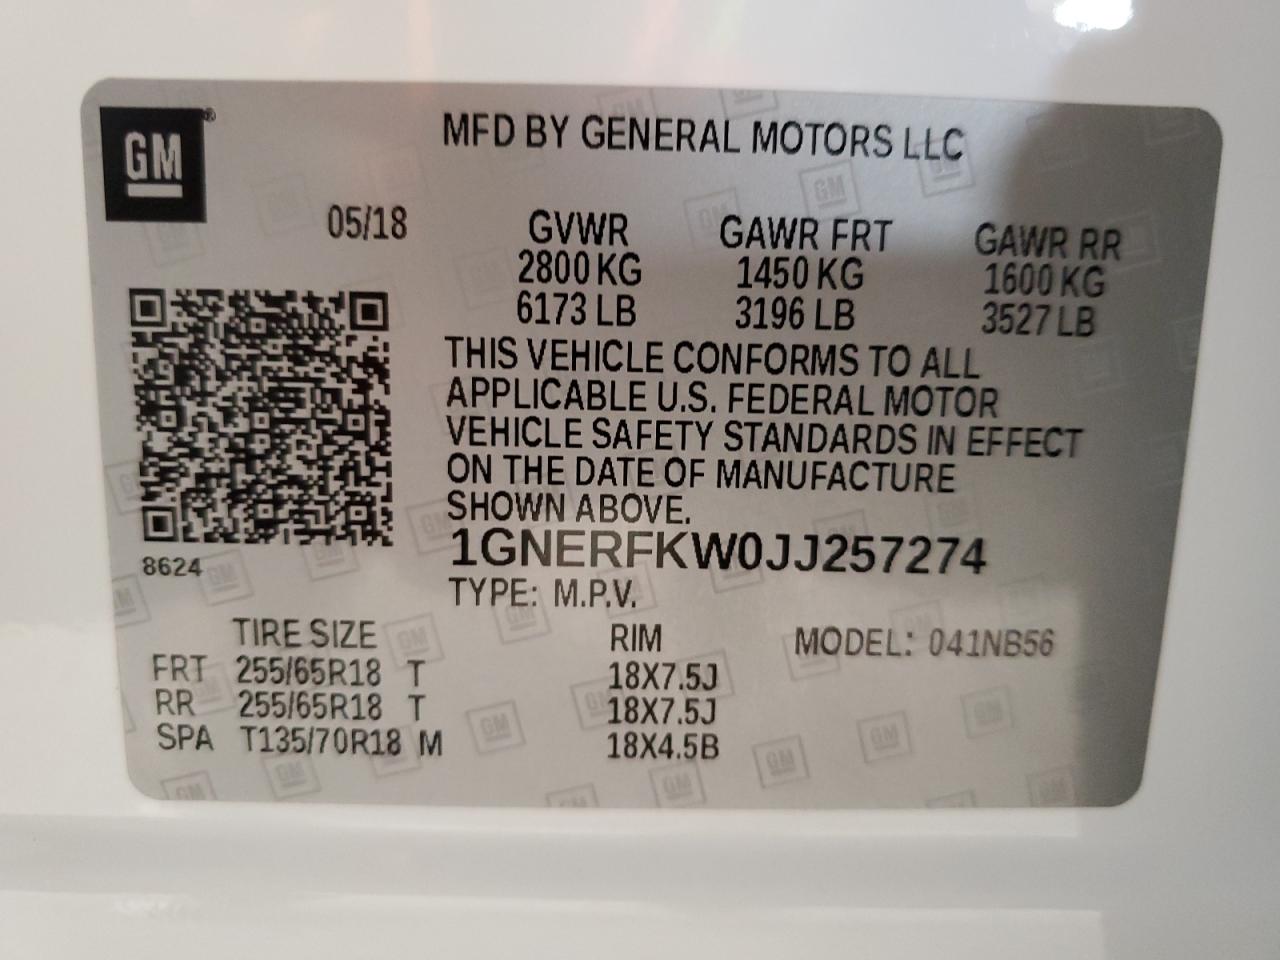 GM®
MFD BY GENERAL MOTORS LLC
05/18
GVWR GAWR FRT GAWR RR
2800 KG 1450 KG 1600 KG
6173 LB 3196 LB 3527 LB
THIS VEHICLE CONFORMS TO ALL
APPLICABLE U.S. FEDERAL MOTOR
VEHICLE SAFETY STANDARDS IN EFFECT
ON THE DATE OF MANUFACTURE
SHOWN ABOVE.
1GNERFKW0JJ257274
8624
TYPE: M.P.V.
TIRE SIZE RIM MODEL: 041NB56
FRT 255/65R18 T 18X7.5J
RR 255/65R18 T 18X7.5J
SPA T135/70R18 M 18X4.5B